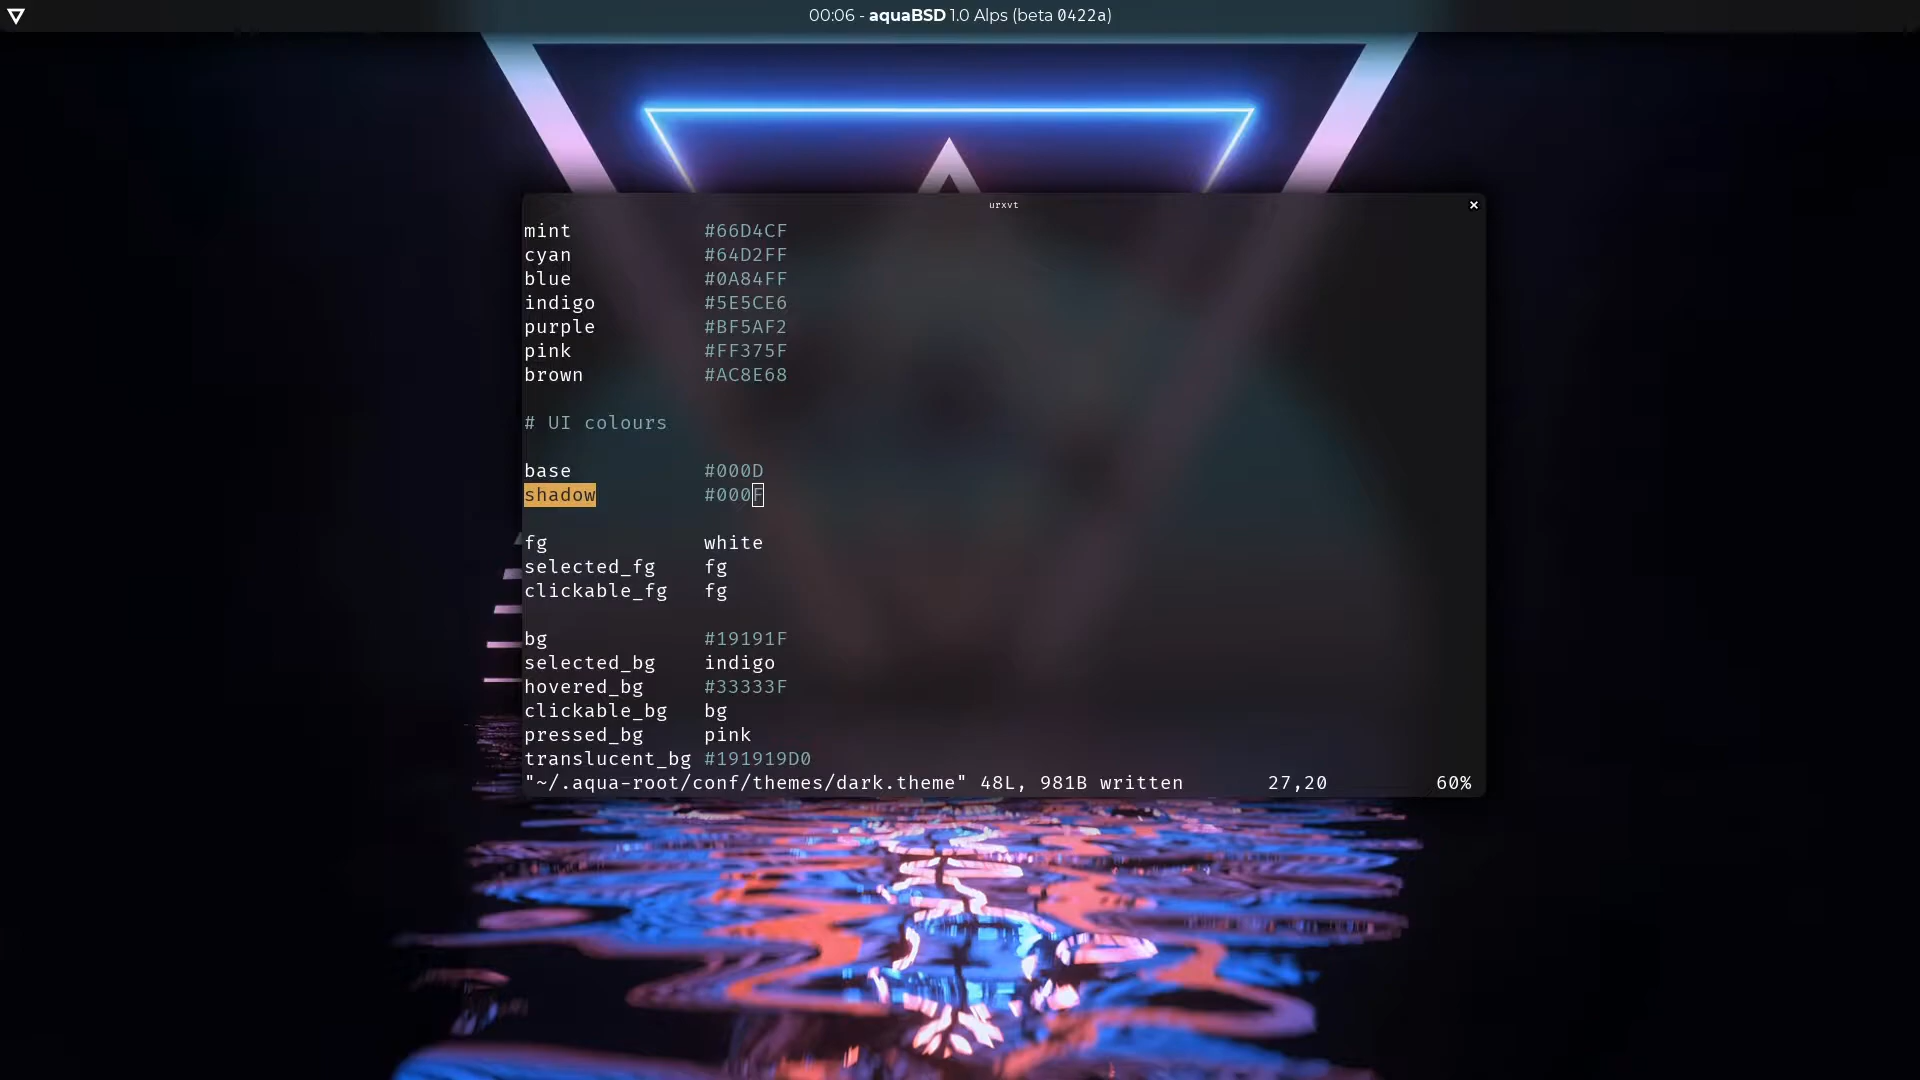 00:06 - aquaBSD 1.0 Alps (beta 0422a)
urxvt
mint #66D4CF
cyan #64D2FF
blue #0A84FF
indigo #5E5CE6
purple #BF5AF2
pink #FF375F
brown #AC8E68
# UI colours
base #000D
shadow #000F
fg white
selected_fg fg
clickable_fg fg
bg #19191F
selected_bg indigo
hovered_bg #33333F
clickable_bg bg
pressed_bg pink
translucent_bg #191919D0
"~/.aqua-root/conf/themes/dark.theme" 48L, 981B written 27,20 60%